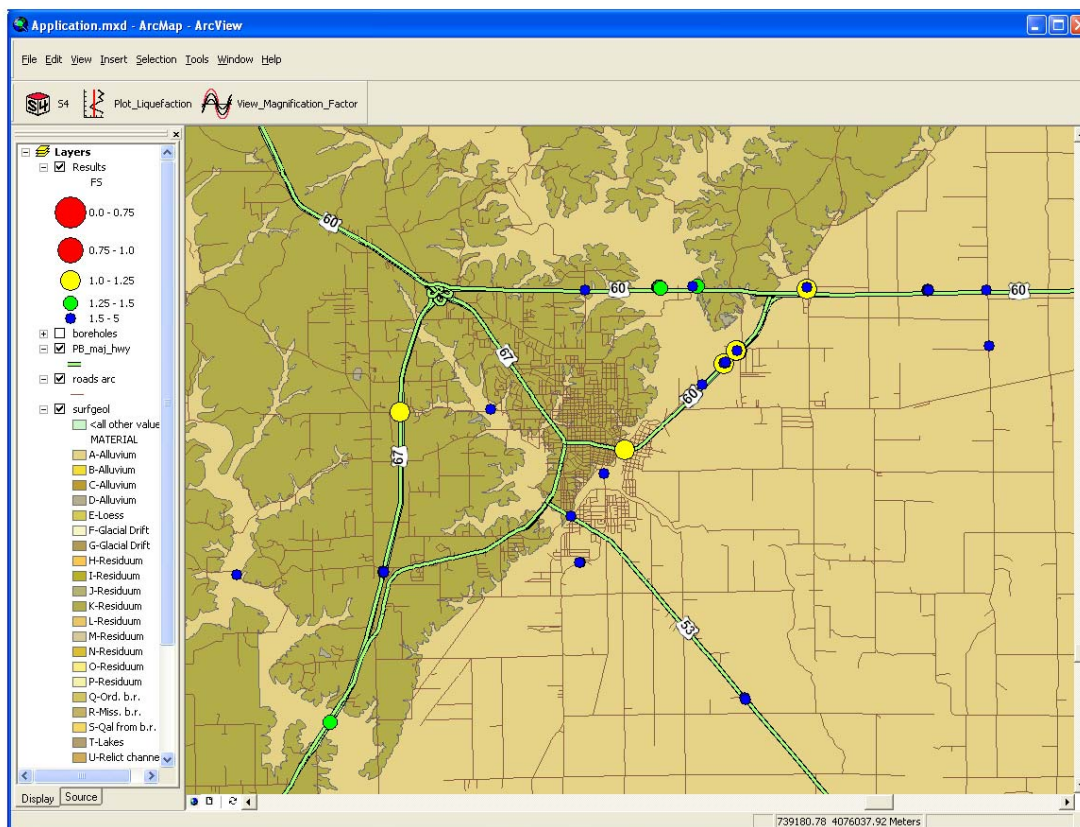 Application.mxd - ArcMap - ArcView
File Edit View Insert Selection Tools Window Help
S4 Plot_Liquefaction View_Magnification_Factor
Layers
Results
FS
0.0 - 0.75
0.75 - 1.0
1.0 - 1.25
1.25 - 1.5
1.5 - 5
boreholes
PB_maj_hwy
roads arc
surfgeol
<all other value
MATERIAL
A-Alluvium
B-Alluvium
C-Alluvium
D-Alluvium
E-Loess
F-Glacial Drift
G-Glacial Drift
H-Residuum
I-Residuum
J-Residuum
K-Residuum
L-Residuum
M-Residuum
N-Residuum
O-Residuum
P-Residuum
Q-Ord. b.r.
R-Miss. b.r.
S-Qal from b.r.
T-Lakes
U-Relict channe
Display Source
60
60
60
67
60
67
53
739180.78 4076037.92 Meters